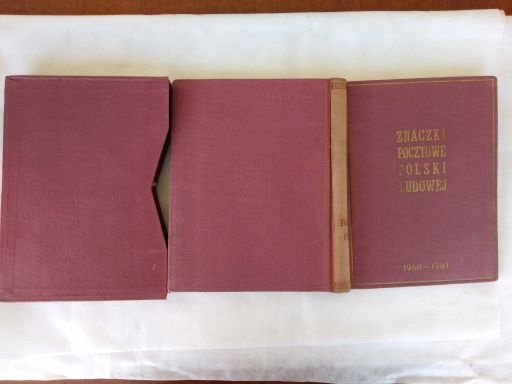 ZNACZKI
POCZTOWE
POLSKI
LUDOWEJ
1960-1961